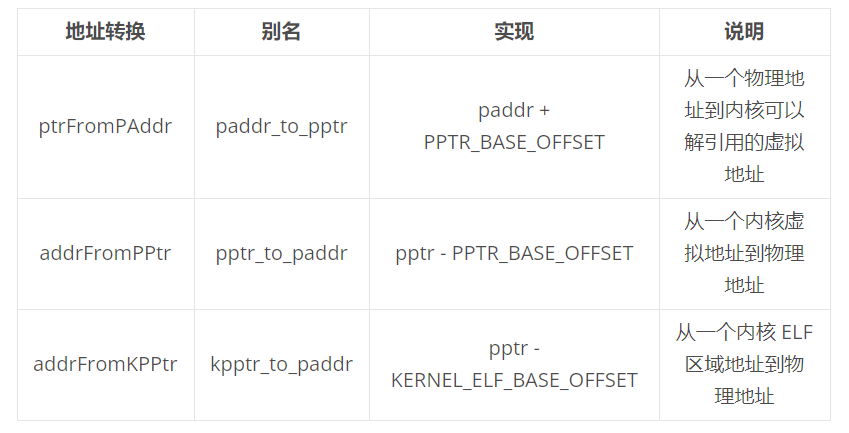 地址转换 别名 实现 说明
ptrFromPAddr paddr_to_pptr paddr +
PPTR_BASE_OFFSET 从一个物理地
址到内核可以
解引用的虚拟
地址
addrFromPPtr pptr_to_paddr pptr - PPTR_BASE_OFFSET 从一个内核虚
拟地址到物理
地址
addrFromKPPtr kpptr_to_paddr pptr -
KERNEL_ELF_BASE_OFFSET 从一个内核 ELF
区域地址到物
理地址